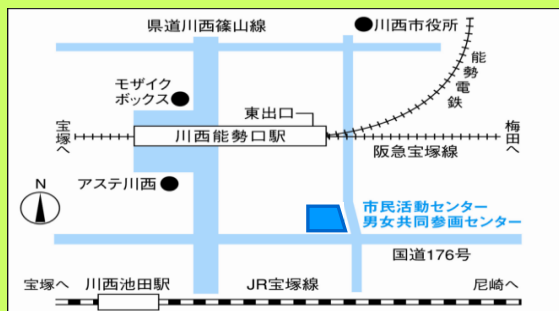 県道川西篠山線
川西市役所
能勢電鉄
モザイク
ボックス
東出口
宝塚へ
川西能勢口駅
阪急宝塚線
梅田へ
アステ川西
N
市民活動センター
男女共同参画センター
国道176号
宝塚へ
川西池田駅
JR宝塚線
尼崎へ